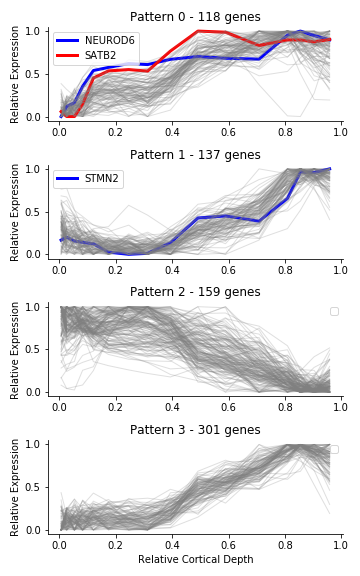 Pattern 0 - 118 genes
Relative Expression
1.0
0.5
0.0
NEUROD6
SATB2
0.0 0.2 0.4 0.6 0.8 1.0
Pattern 1 - 137 genes
Relative Expression
1.0
0.5
0.0
STMN2
0.0 0.2 0.4 0.6 0.8 1.0
Pattern 2 - 159 genes
Relative Expression
1.0
0.5
0.0
0.0 0.2 0.4 0.6 0.8 1.0
Pattern 3 - 301 genes
Relative Expression
1.0
0.5
0.0
0.0 0.2 0.4 0.6 0.8 1.0
Relative Cortical Depth